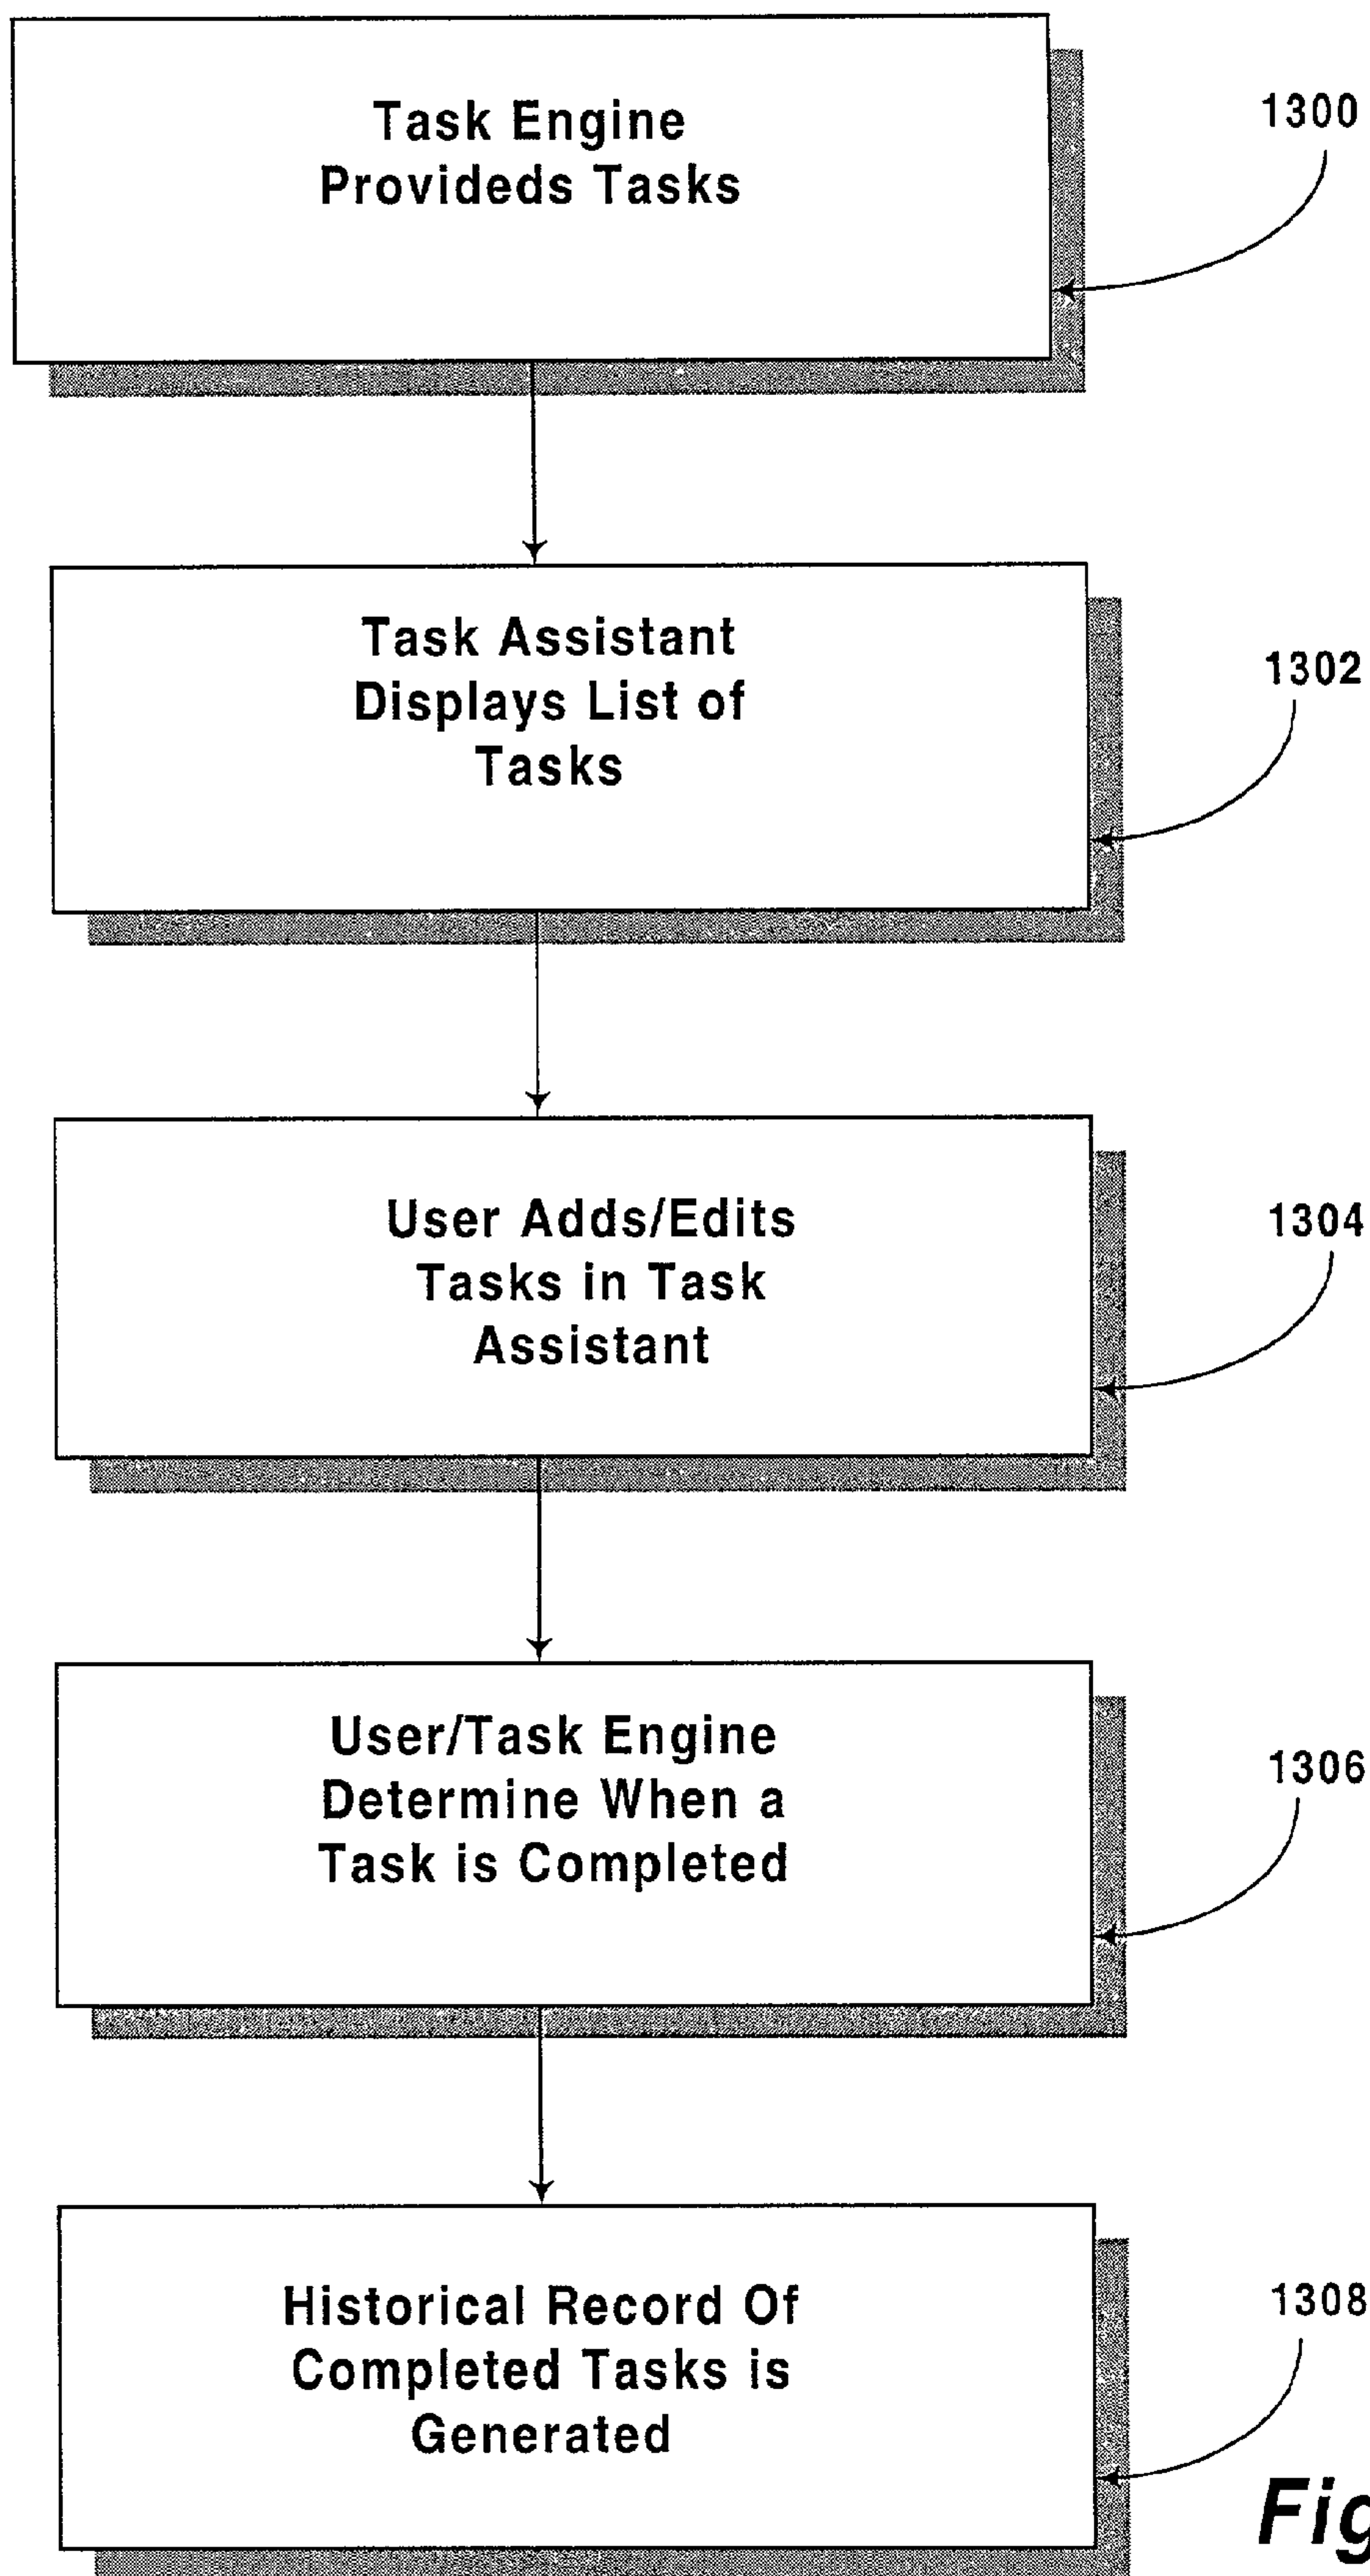 Task Engine
Provideds Tasks
1300
Task Assistant
Displays List of
Tasks
1302
User Adds/Edits
Tasks in Task
Assistant
1304
User/Task Engine
Determine When a
Task is Completed
1306
Historical Record Of
Completed Tasks is
Generated
1308
Fig